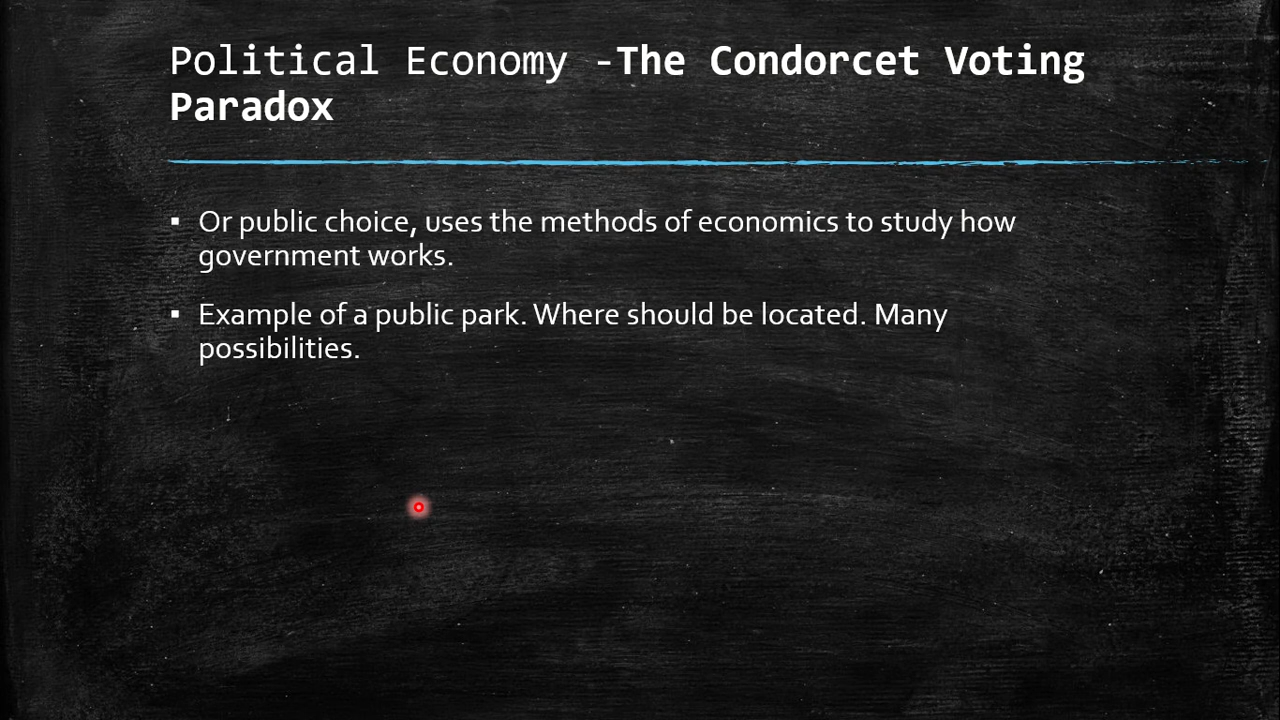 Political Economy -The Condorcet Voting
Paradox
▪ Or public choice, uses the methods of economics to study how
government works.
▪ Example of a public park. Where should be located. Many
possibilities.